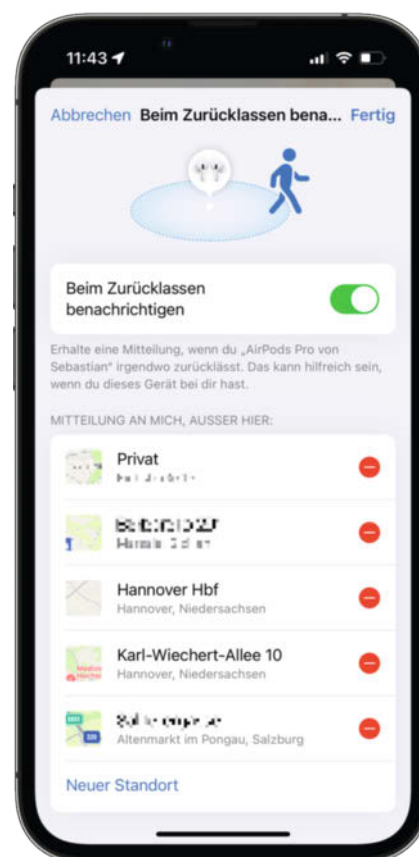 11:43
Abbrechen Beim Zurücklassen bena... Fertig
Beim Zurücklassen
benachrichtigen
Erhalte eine Mitteilung, wenn du „AirPods Pro von
Sebastian“ irgendwo zurücklässt. Das kann hilfreich sein,
wenn du dieses Gerät bei dir hast.
MITTEILUNG AN MICH, AUSSER HIER:
Privat
Hannover Hbf
Hannover, Niedersachsen
Karl-Wiechert-Allee 10
Hannover, Niedersachsen
Altenmarkt im Pongau, Salzburg
Neuer Standort